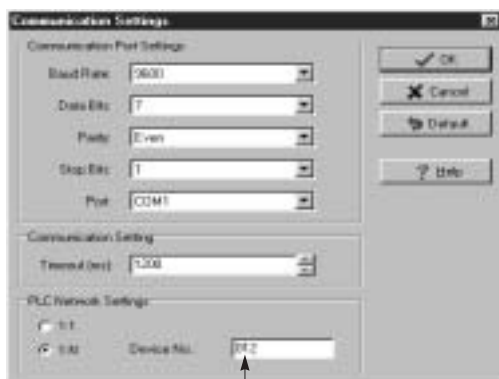 Communication Settings
Communication Port Settings
Baud Rate: 9600
Data Bits: 7
Parity: Even
Stop Bits: 1
Port: COM1
Communication Setting
Timeout (ms):
PLC Network Settings
1:1
1:N Device No.: 012
OK
Cancel
Default
? Help